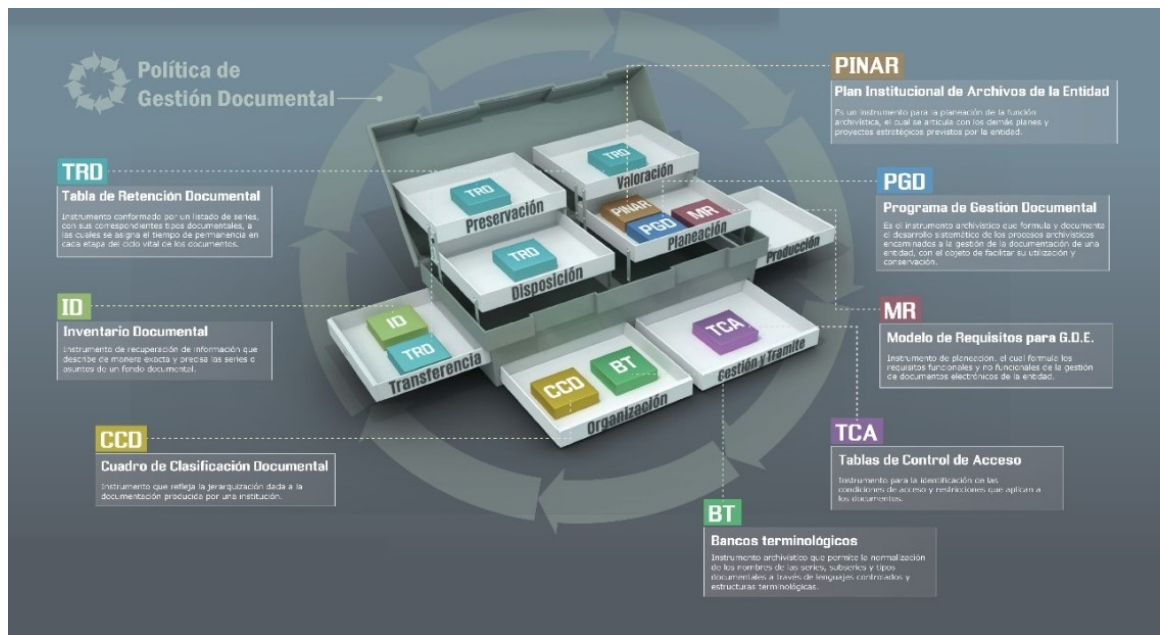 Política de
Gestión Documental
TRD
Tabla de Retención Documental
Instrumento conformado por un listado de series,
con sus correspondientes tipos documentales, a
las cuales se asigna el tiempo de permanencia en
cada etapa del ciclo vital de los documentos.
ID
Inventario Documental
Instrumento de recuperación de información que
describe de manera exacta y precisa las series o
asuntos de un fondo documental.
CCD
Cuadro de Clasificación Documental
Instrumento que refleja la jerarquización dada a la
documentación producida por una institución.
TRD
Preservación
TRD
Valoración
PINAR
PGD
MR
Planeación
Producción
TRD
Disposición
ID
TRD
Transferencia
CCD
BT
Organización
TCA
Gestión y Trámite
PINAR
Plan Institucional de Archivos de la Entidad
Es un instrumento para la planeación de la función
archivística, el cual se articula con los demás planes y
proyectos estratégicos previstos por la entidad.
PGD
Programa de Gestión Documental
Es el instrumento archivístico que formula y documenta
el desarrollo sistemático de los procesos archivísticos
encaminados a la gestión de la documentación de una
entidad, con el objeto de facilitar su utilización y
conservación.
MR
Modelo de Requisitos para G.D.E.
Instrumento de planeación, el cual formula los
requisitos funcionales y no funcionales de la gestión
de documentos electrónicos de la entidad.
TCA
Tablas de Control de Acceso
Instrumento para la identificación de las
condiciones de acceso y restricciones que aplican a
los documentos.
BT
Bancos terminológicos
Instrumento archivístico que permite la normalización
de los nombres de las series, subseries y tipos
documentales a través de lenguajes controlados y
estructuras terminológicas.